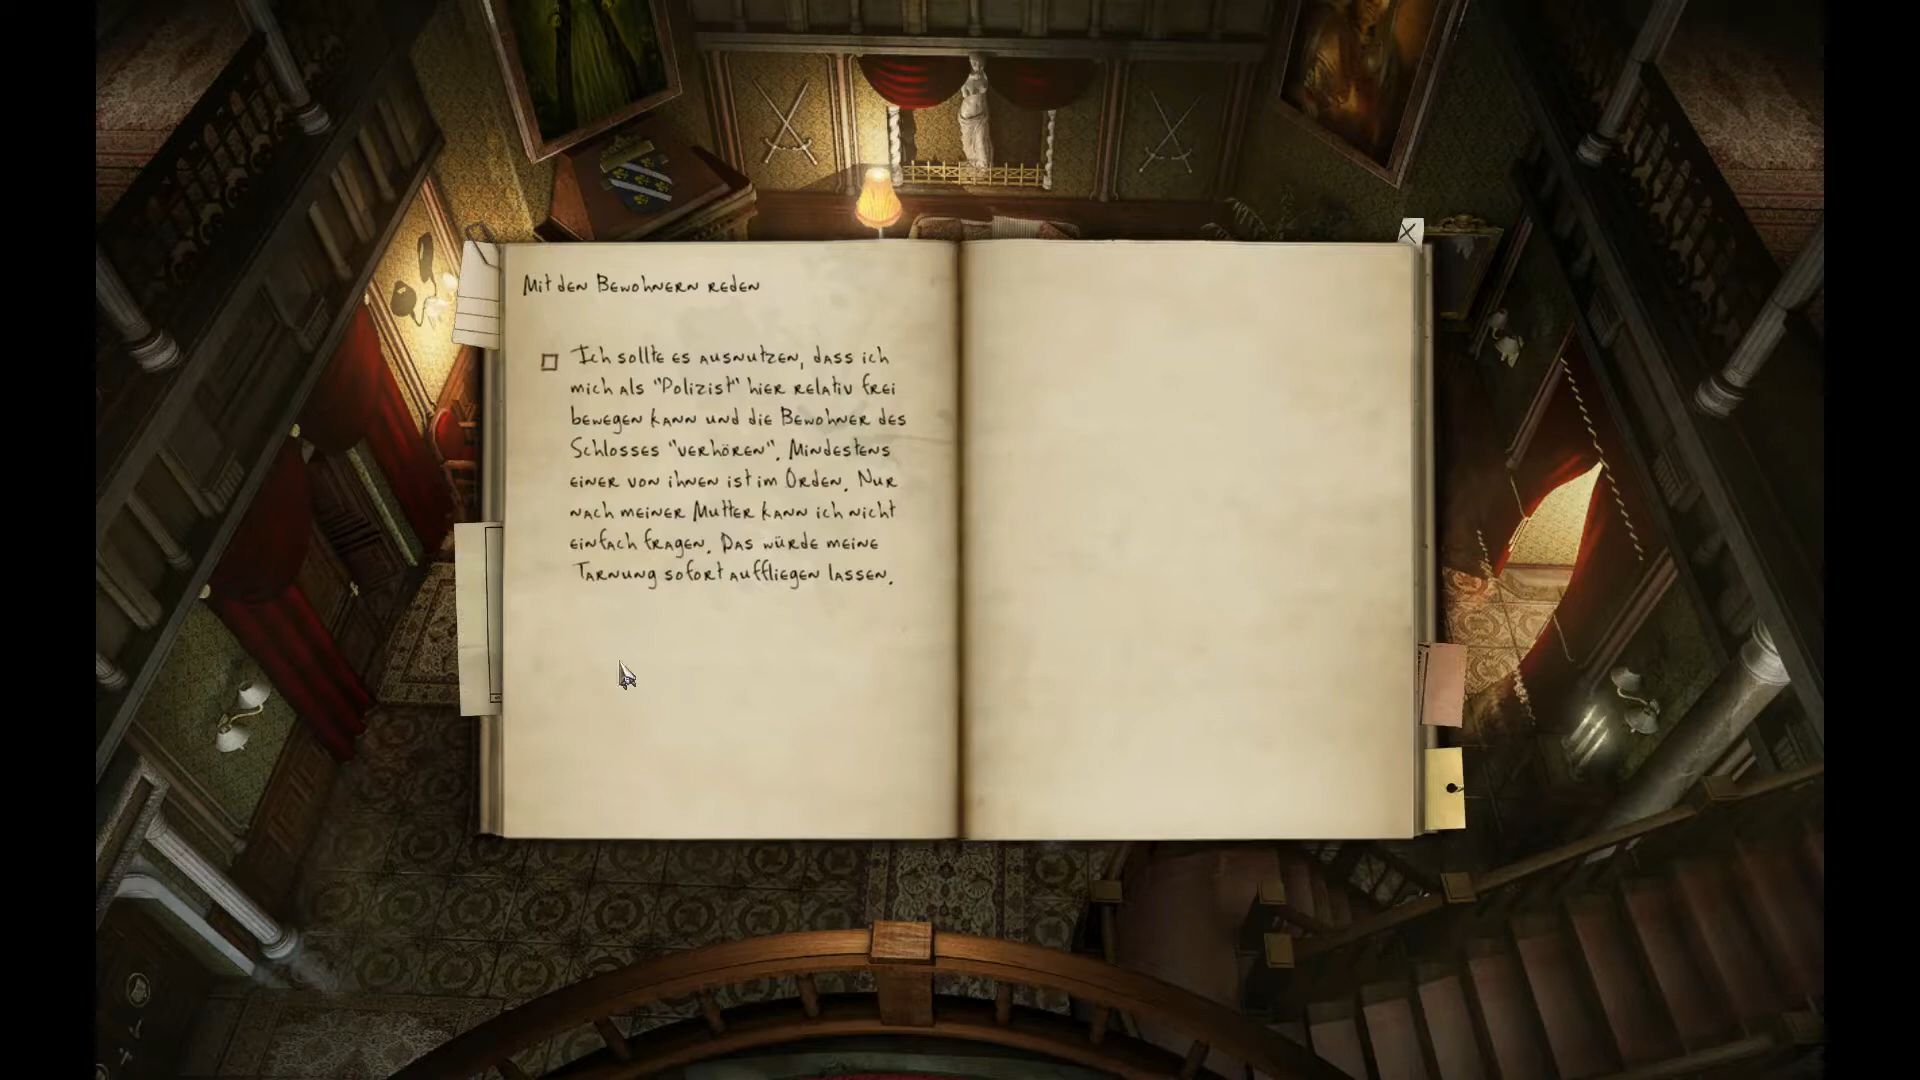 Mit den Bewohnern reden
Ich sollte es ausnutzen, dass ich
mich als "Polizist" hier relativ frei
bewegen kann und die Bewohner des
Schlosses "verhören". Mindestens
einer von ihnen ist im Orden. Nur
nach meiner Mutter kann ich nicht
einfach fragen. Das würde meine
Tarnung sofort auffliegen lassen.